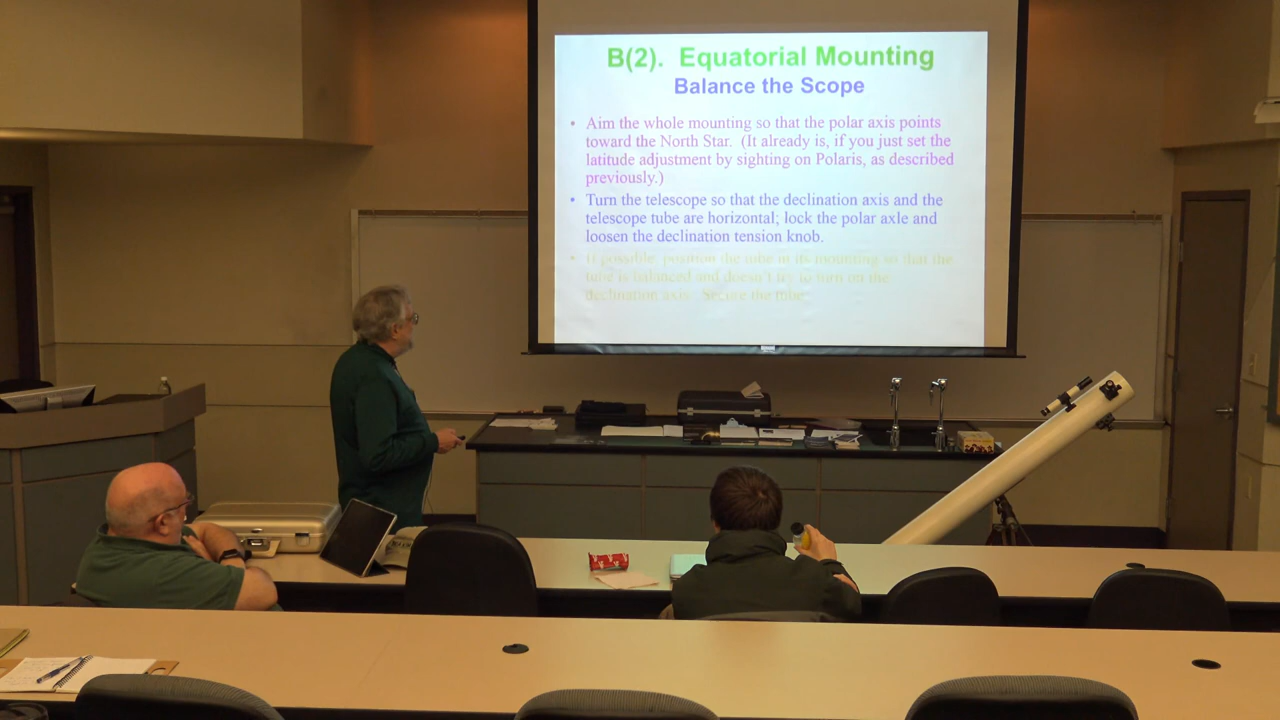 B(2).  Equatorial Mounting
Balance the Scope
• Aim the whole mounting so that the polar axis points
toward the North Star.  (It already is, if you just set the
latitude adjustment by sighting on Polaris, as described
previously.)
• Turn the telescope so that the declination axis and the
telescope tube are horizontal; lock the polar axle and
loosen the declination tension knob.
• If possible, position the tube in its mounting so that the
tube is balanced and doesn't try to turn on the
declination axis.  Secure the tube.